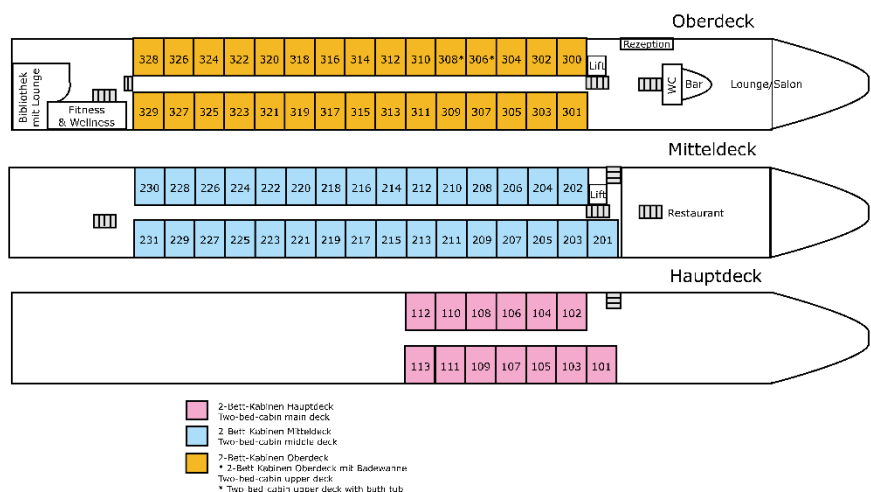 Oberdeck
Rezeption
328 326 324 322 320 318 316 314 312 310 308* 306* 304 302 300
Lift
WC
Bar
Lounge/Salon
Bibliothek
mit Lounge
Fitness
& Wellness
329 327 325 323 321 319 317 315 313 311 309 307 305 303 301
Mitteldeck
230 228 226 224 222 220 218 216 214 212 210 208 206 204 202
Lift
Restaurant
231 229 227 225 223 221 219 217 215 213 211 209 207 205 203 201
Hauptdeck
112 110 108 106 104 102
113 111 109 107 105 103 101
2-Bett-Kabinen Hauptdeck
Two-bed-cabin main deck
2-Bett-Kabinen Mitteldeck
Two-bed-cabin middle deck
2-Bett-Kabinen Oberdeck
* 2-Bett Kabinen Oberdeck mit Badewanne
Two-bed-cabin upper deck
* Two-bed-cabin upper deck with bath tub